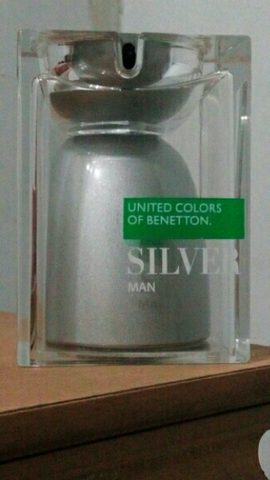 UNITED COLORS
OF BENETTON.
SILVER
MAN